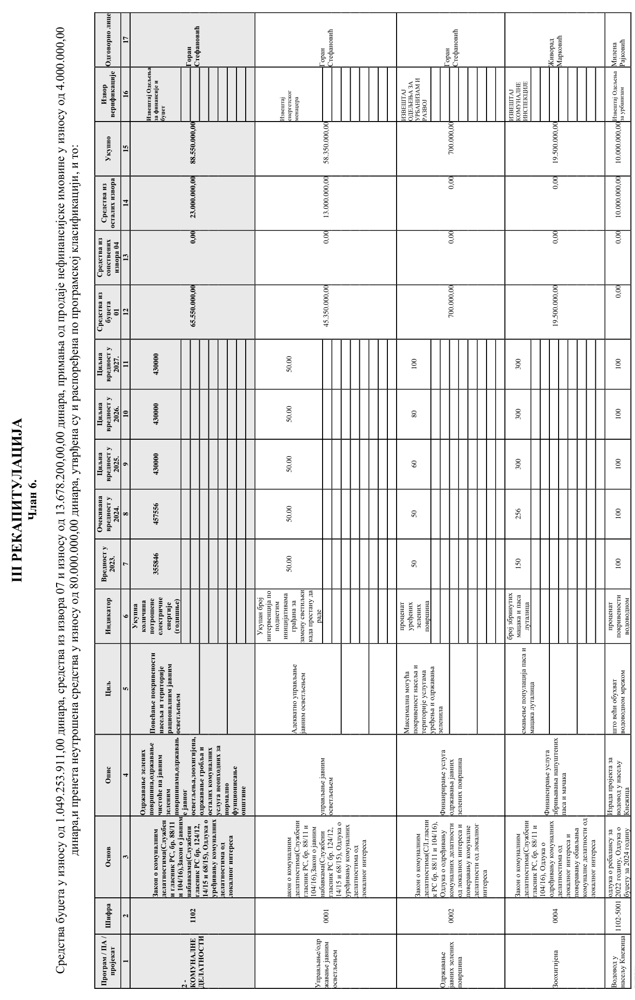 III РЕКАПИТУЛАЦИЈА
Члан 6.
Средства буџета у износу од 1.049.253.911,00 динара, средства из извора 07 и износу од 13.678.200,00,00 динара, примања од продаје нефинансијске имовине у износу од 4.000.000,00
динара,и пренета неутрошена средства у износу од 80.000.000,00 динара, утврђена су и распоређена по програмској класификацији, и то:
Програм / ПА /
пројекат
Шифра
Основ
Опис
Циљ
Индикатор
Вредност у
2023.
Очекивана
вредност у
2024.
Циљна
вредност у
2025.
Циљна
вредност у
2026.
Циљна
вредност у
2027.
Средства из
буџета
01
Средства из
сопствених
извора 04
Средства из
осталих извора
Укупно
Извор
верификације
Одговорно лице
1
2
3
4
5
6
7
8
9
10
11
12
13
14
15
16
17
2 -
КОМУНАЛНЕ
ДЕЛАТНОСТИ
1102
Закон о комуналним
делатностима(Службен
и гласник РС, бр. 88/11
и 104/16),Закон о јавним
набавкама(Службени
гласник РС бр. 124/12,
14/15 и 68/15), Одлука о
уређивању комуналних
делатностима од
локалног интереса
Одржавање зелених
површина,одржавање
чистоће на јавним
зеленим
површинама,одржавањ
е јавног
осветљења,зоохигијена,
одржавање гробља и
осталих комуналних
услуга неопходних за
нормално
фунционисање
општине
Повећање покривености
насеља и територије
рационалним јавним
осветљењем
Укупна
количина
потрошене
електричне
енергије
(годишње)
355846
457556
430000
430000
430000
65.550.000,00
0,00
23.000.000,00
88.550.000,00
Извештај Одељења
за финансије и
буџет
Горан
Стефановић
Управљање/одр
жавање јавним
осветљењем
0001
акон о комуналним
делатностима(Службени
гласник РС, бр. 88/11 и
104/16),Закон о јавним
набавкама(Службени
гласник РС бр. 124/12,
14/15 и 68/15), Одлука о
уређивању комуналних
делатностима од
локалног интереса
управљање јавним
осветљењем
Адекватно управљање
јавним осветљењем
Укупан број
интервенција по
поднетим
иницијативама
грађана за
замену светиљки
када престану да
раде
50.00
50.00
50.00
50.00
50.00
45.350.000,00
0,00
13.000.000,00
58.350.000,00
Извештај
енергетског
менаџера
Горан
Стефановић
Одржавање
јавних зелених
површина
0002
Закон о комуналним
делатностима(СЛ.гласни
к РС бр. 88/11 и 104/16),
Одлука о одређивању
комуналних делатности
од локалнох интереса и
поверавању комуналне
делатности од локалног
интереса
Финанрирање услуга
одржавања јавних
зелених површина
Максимална могућа
покривеност насеља и
територије услугама
уређења и одржавања
зеленила
проценат
уређених
зелених
површина
50
50
60
80
100
700.000,00
0,00
0,00
700.000,00
ИЗВЕШТАЈ
ОДЕЉЕЊА ЗА
УРБАНИЗАМ И
РАЗВОЈ
Горан
Стефановић
Зоохигијена
0004
Закон о комуналним
делатностима(Службени
гласник РС, бр. 88/11 и
104/16), Одлука о
одређивању комуналних
делатности од
локалног интереса и
поверавању обављања
комуналне делатности од
локалног интереса
Финансирање услуга
збрињавања напуштених
паса и мачака
смањење популација паса и
мацака луталица
број збринутих
мацака и паса
луталица
150
256
300
300
300
19.500.000,00
0,00
0,00
19.500.000,00
ИЗВЕШТАЈ
КОМУНАЛНЕ
ИНСПЕКЦИЈЕ
Живорад
Марковић
Водовод у
насељу Кнежица
1102-5001
одлука о ребалансу за
2022 годину, Одлука о
буџету за 2024 годину
Израда пројекта за
водовод у насељу
Кнежица
што већи обухват
водоводном мрежом
проценат
покривености
водоводном
100
100
100
100
100
0,00
0,00
10.000.000,00
10.000.000,00
Извештај Одељења
за урбанизам
Милена
Рајковић